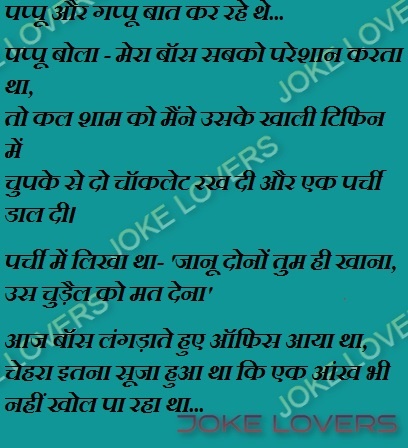 पप्पू और गप्पू बात कर रहे थे...
पप्पू बोला - मेरा बॉस सबको परेशान करता
था,
तो कल शाम को मैंने उसके खाली टिफिन
में
चुपके से दो चॉकलेट रख दी और एक पर्ची
डाल दी।
पर्ची में लिखा था- 'जानू दोनों तुम ही खाना,
उस चुड़ैल को मत देना'
आज बॉस लंगड़ाते हुए ऑफिस आया था,
चेहरा इतना सूजा हुआ था कि एक आंख भी
नहीं खोल पा रहा था...
JOKE LOVERS
JOKE LOVERS
JOKE LOVERS
JOKE LOVERS
JOKE LOVERS